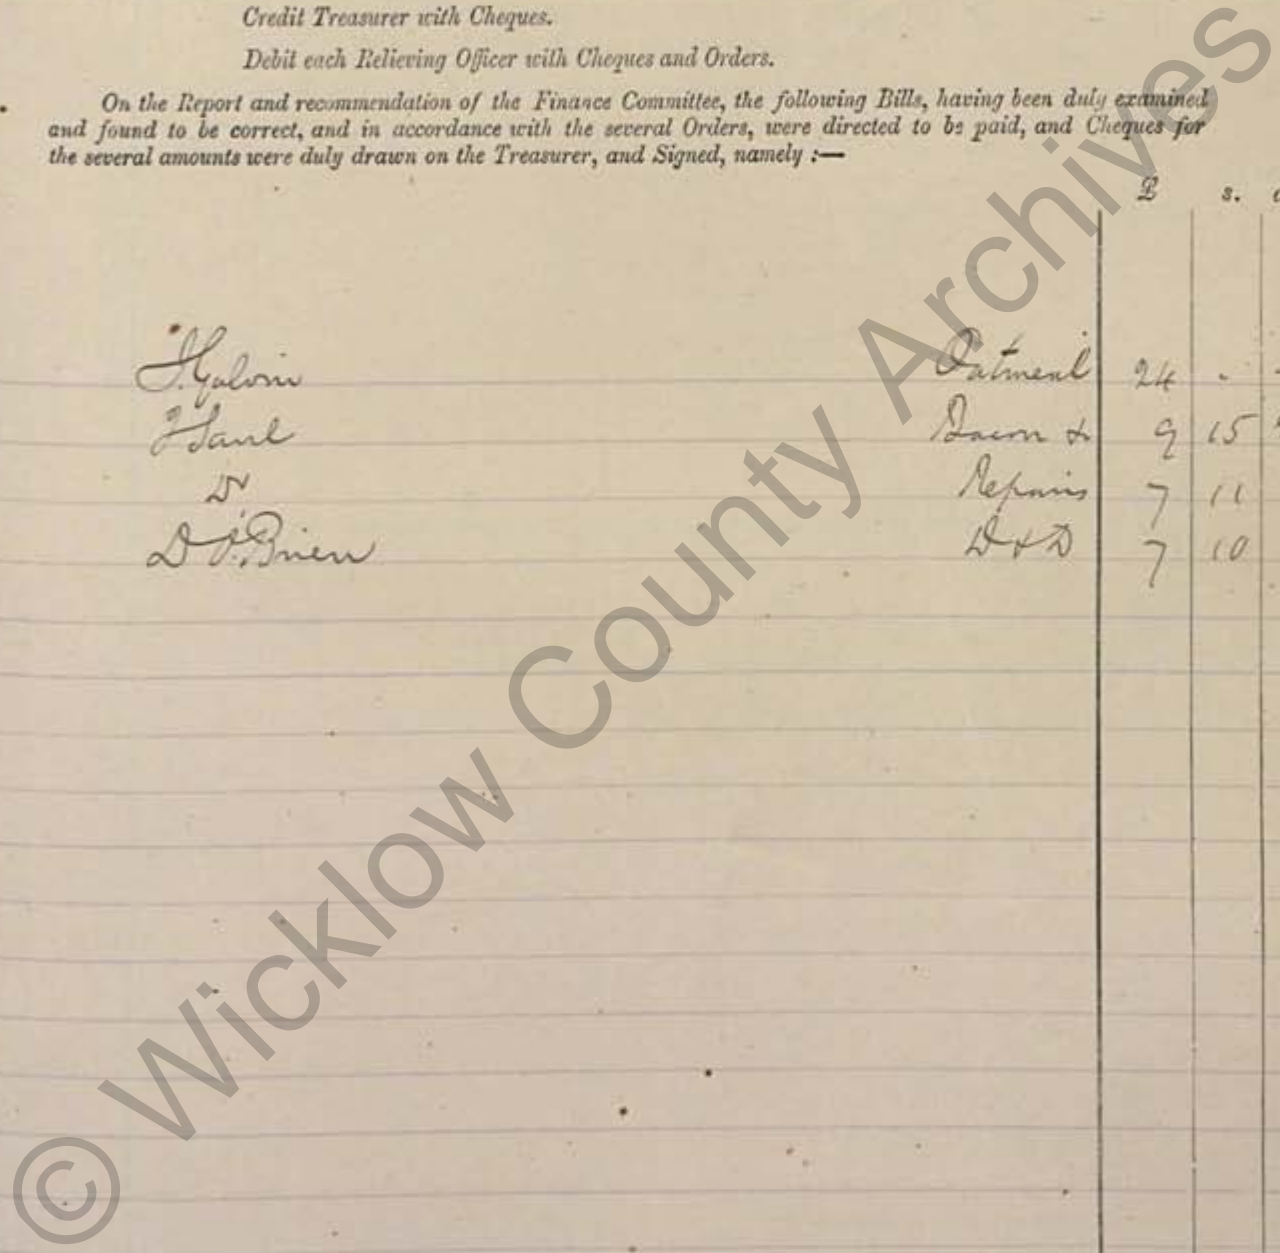 Credit Treasurer with Cheques.
Debit each Relieving Officer with Cheques and Orders.
On the Report and recommendation of the Finance Committee, the following Bills, having been duly examined
and found to be correct, and in accordance with the several Orders, were directed to be paid, and Cheques for
the several amounts were duly drawn on the Treasurer, and Signed, namely :—
£ s.
J. Galvin Oatmeal 24 . -
Bacon & 9 15
Do Repairs 7 11
D O'Brien D & D 7 10
© Wicklow County Archives